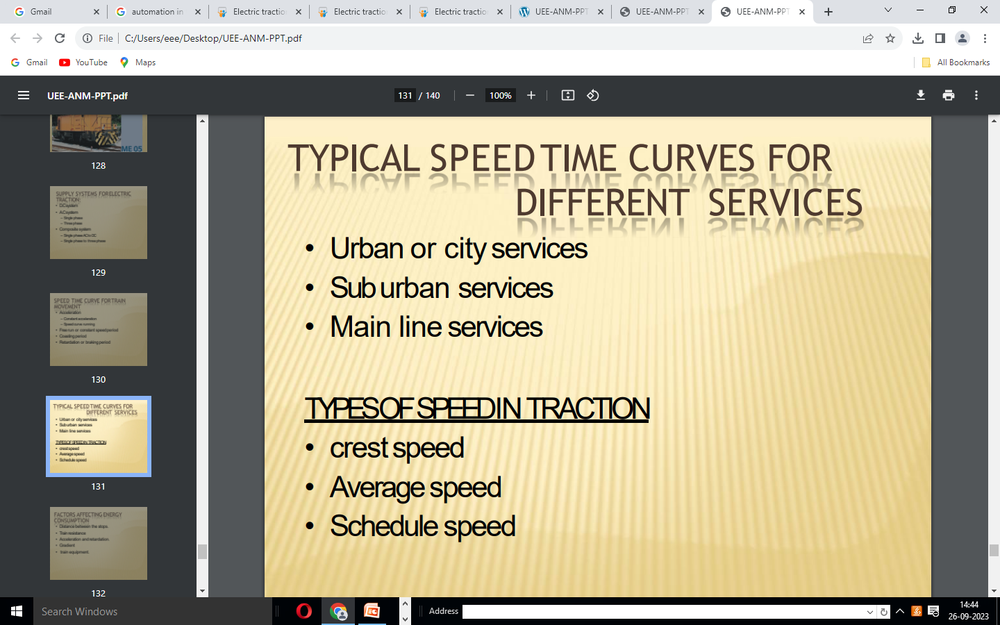 Gmail
automation in
Electric tractio
Electric tractio
Electric tractio
UEE-ANM-PPT
UEE-ANM-PPT
UEE-ANM-PPT
File
C:/Users/eee/Desktop/UEE-ANM-PPT.pdf
Gmail
YouTube
Maps
All Bookmarks
UEE-ANM-PPT.pdf
131 / 140
100%
ME 05
128
SUPPLY SYSTEMS FOR ELECTRIC
TRACTION:
• DC system
• AC system
– Single phase
– Three phase
• Composite system
– Single phase AC to DC
– Single phase to three phase
129
SPEED TIME CURVE FOR TRAIN
MOVEMENT
• Acceleration
– Constant acceleration
– Speed curve running
• Free run or constant speed period
• Coasting period
• Retardation or braking period
130
TYPICAL SPEED TIME CURVES FOR
DIFFERENT SERVICES
• Urban or city services
• Sub urban services
• Main line services
TYPES OF SPEED IN TRACTION
• crest speed
• Average speed
• Schedule speed
131
FACTORS AFFECTING ENERGY
CONSUMPTION
• Distance between the stops.
• Train resistance
• Acceleration and retardation.
• Gradient
• train equipment.
132
TYPICAL SPEED TIME CURVES FOR
DIFFERENT SERVICES
• Urban or city services
• Sub urban services
• Main line services
TYPES OF SPEED IN TRACTION
• crest speed
• Average speed
• Schedule speed
Search Windows
Address
14:44
26-09-2023